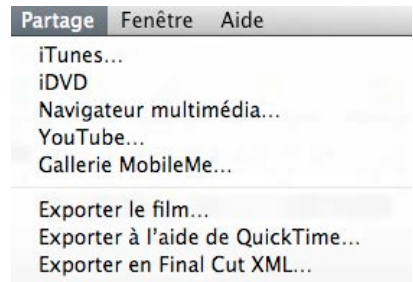 Partage Fenêtre Aide
iTunes...
iDVD
Navigateur multimédia...
YouTube...
Gallerie MobileMe...
Exporter le film...
Exporter à l'aide de QuickTime...
Exporter en Final Cut XML...